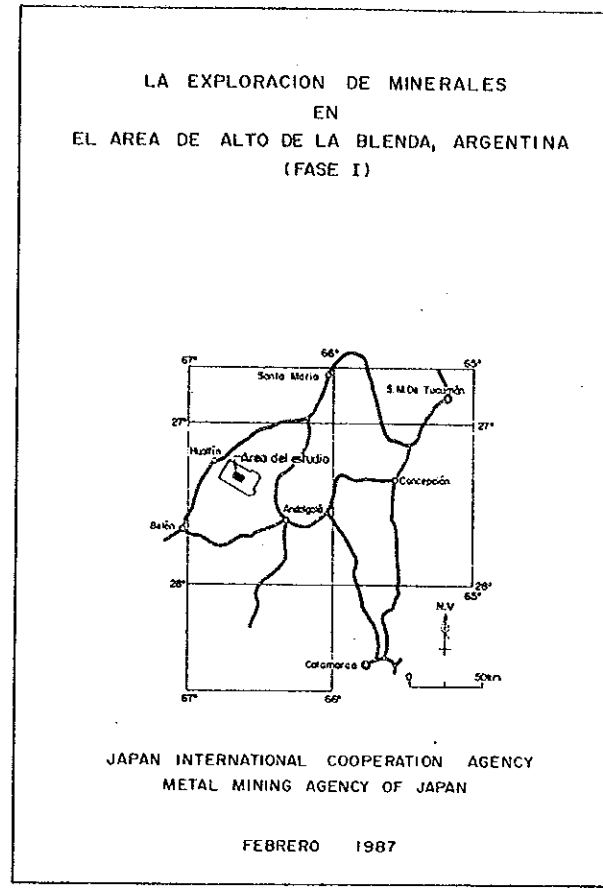 LA EXPLORACION DE MINERALES
EN
EL AREA DE ALTO DE LA BLENDA, ARGENTINA
(FASE I)
67° 66° 65°
Santa Maria
S.M. De Tucumán
27° 27°
Hualfin
Area del estudio
Concepción
Andalgalá
Belén
28° 28°
65°
N.V
Catamarca
0 50km
67° 66°
JAPAN INTERNATIONAL COOPERATION AGENCY
METAL MINING AGENCY OF JAPAN
FEBRERO 1987